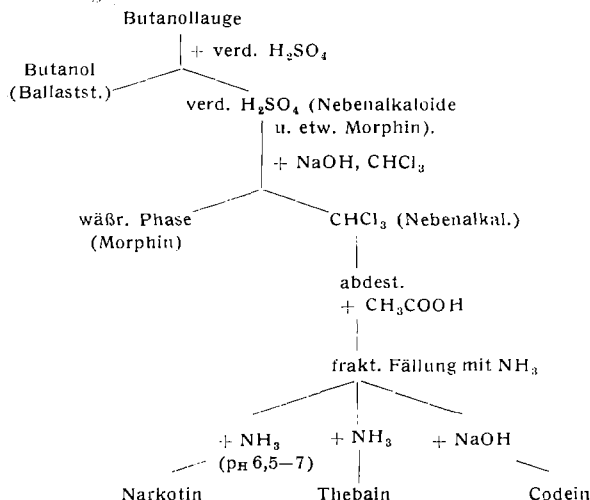 Butanollauge
+ verd. H₂SO₄
Butanol
(Ballastst.)
verd. H₂SO₄ (Nebenalkaloide
u. etw. Morphin).
+ NaOH, CHCl₃
wäßr. Phase
(Morphin)
CHCl₃ (Nebenalkal.)
abdest.
+ CH₃COOH
frakt. Fällung mit NH₃
+ NH₃ + NH₃ + NaOH
(pH 6,5—7)
Narkotin Thebain Codein